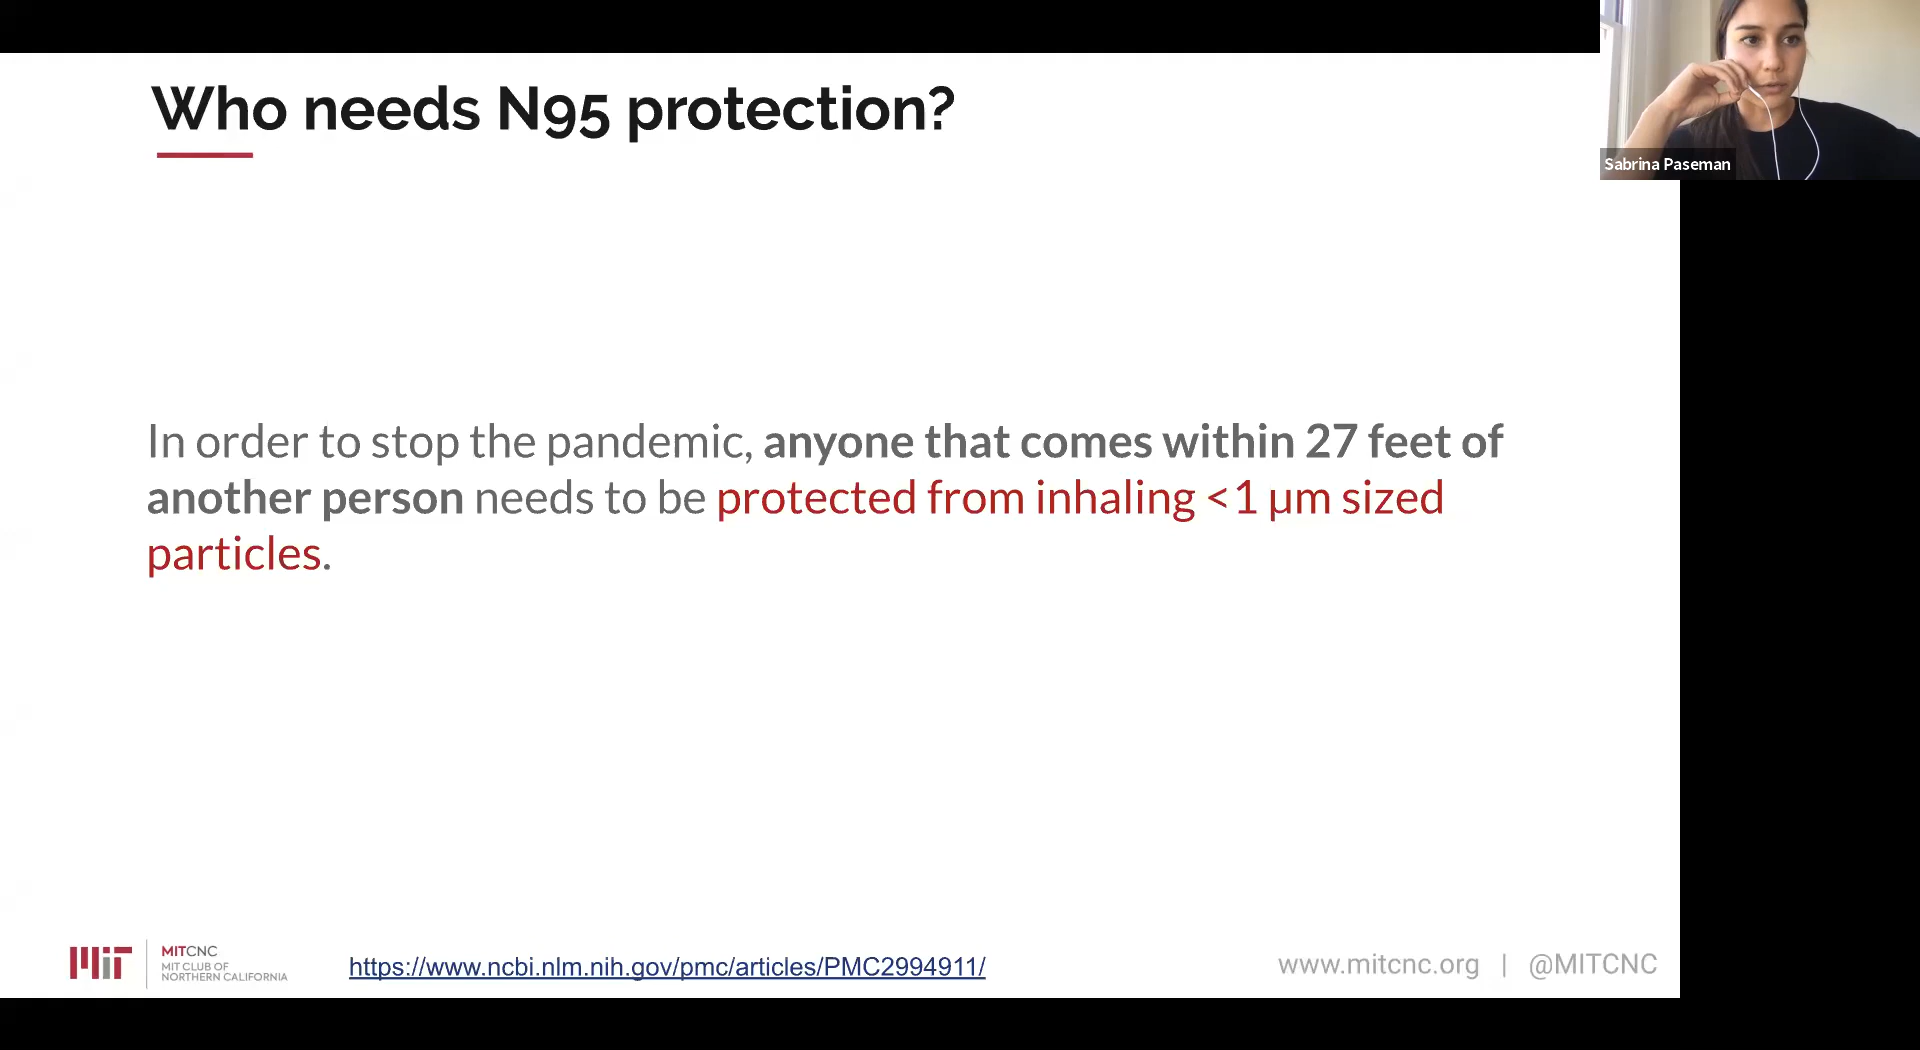 Who needs N95 protection?
Sabrina Paseman
In order to stop the pandemic, anyone that comes within 27 feet of
another person needs to be protected from inhaling <1 μm sized
particles.
MIT
MITCNC
MIT CLUB OF
NORTHERN CALIFORNIA
https://www.ncbi.nlm.nih.gov/pmc/articles/PMC2994911/
www.mitcnc.org | @MITCNC